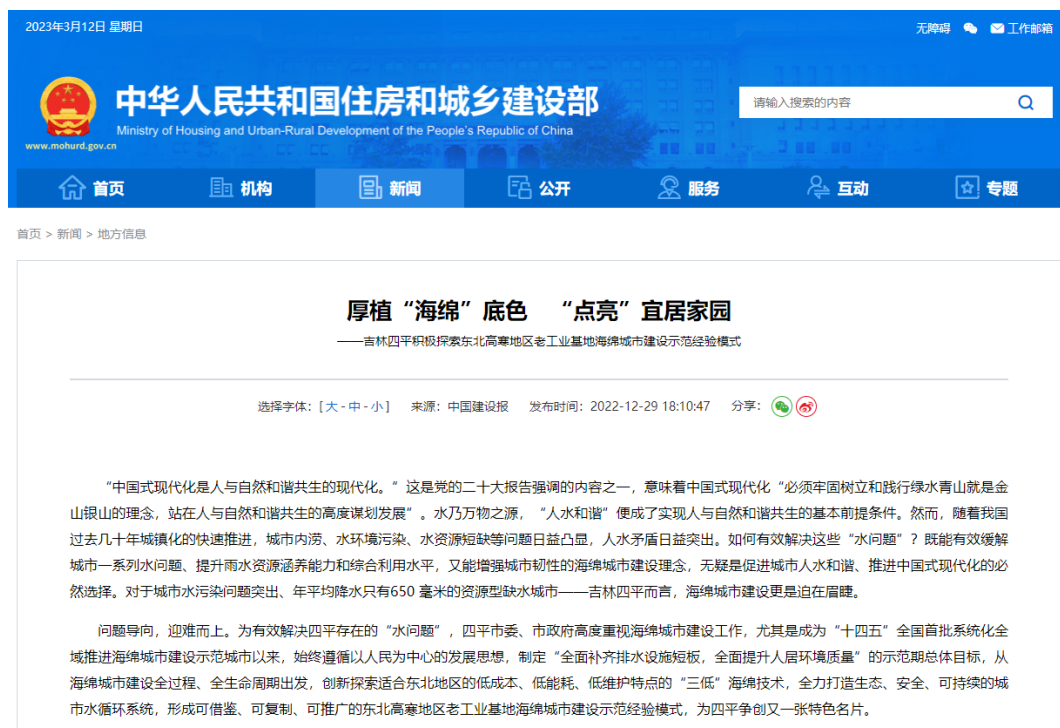 2023年3月12日 星期日
无障碍 工作邮箱
中华人民共和国住房和城乡建设部
Ministry of Housing and Urban-Rural Development of the People's Republic of China
www.mohurd.gov.cn
请输入搜索的内容
首页 机构 新闻 公开 服务 互动 专题
首页 > 新闻 > 地方信息
厚植“海绵”底色 “点亮”宜居家园
——吉林四平积极探索东北高寒地区老工业基地海绵城市建设示范经验模式
选择字体：[大 - 中 - 小] 来源：中国建设报 发布时间：2022-12-29 18:10:47 分享：
“中国式现代化是人与自然和谐共生的现代化。”这是党的二十大报告强调的内容之一，意味着中国式现代化“必须牢固树立和践行绿水青山就是金
山银山的理念，站在人与自然和谐共生的高度谋划发展”。水乃万物之源，“人水和谐”便成了实现人与自然和谐共生的基本前提条件。然而，随着我国
过去几十年城镇化的快速推进，城市内涝、水环境污染、水资源短缺等问题日益凸显，人水矛盾日益突出。如何有效解决这些“水问题”？既能有效缓解
城市一系列水问题、提升雨水资源涵养能力和综合利用水平，又能增强城市韧性的海绵城市建设理念，无疑是促进城市人水和谐、推进中国式现代化的必
然选择。对于城市水污染问题突出、年平均降水只有650 毫米的资源型缺水城市——吉林四平而言，海绵城市建设更是迫在眉睫。
问题导向，迎难而上。为有效解决四平存在的“水问题”，四平市委、市政府高度重视海绵城市建设工作，尤其是成为“十四五”全国首批系统化全
域推进海绵城市建设示范城市以来，始终遵循以人民为中心的发展思想，制定“全面补齐排水设施短板，全面提升人居环境质量”的示范期总体目标，从
海绵城市建设全过程、全生命周期出发，创新探索适合东北地区的低成本、低能耗、低维护特点的“三低”海绵技术，全力打造生态、安全、可持续的城
市水循环系统，形成可借鉴、可复制、可推广的东北高寒地区老工业基地海绵城市建设示范经验模式，为四平争创又一张特色名片。